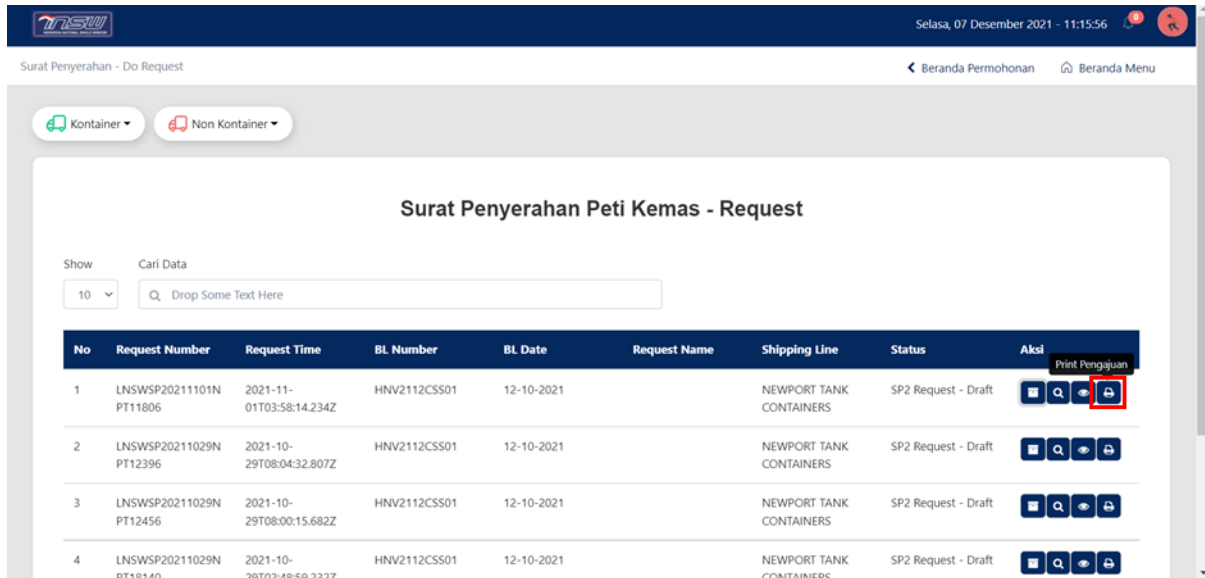 INSW
Selasa, 07 Desember 2021 - 11:15:56
0
Surat Penyerahan - Do Request
Beranda Permohonan
Beranda Menu
Kontainer
Non Kontainer
Surat Penyerahan Peti Kemas - Request
Show
Cari Data
10
Drop Some Text Here
No Request Number Request Time BL Number BL Date Request Name Shipping Line Status Aksi
Print Pengajuan
1 LNSWSP20211101N 2021-11- HNV2112CSS01 12-10-2021 NEWPORT TANK SP2 Request - Draft
PT11806 01T03:58:14.234Z CONTAINERS
2 LNSWSP20211029N 2021-10- HNV2112CSS01 12-10-2021 NEWPORT TANK SP2 Request - Draft
PT12396 29T08:04:32.807Z CONTAINERS
3 LNSWSP20211029N 2021-10- HNV2112CSS01 12-10-2021 NEWPORT TANK SP2 Request - Draft
PT12456 29T08:00:15.682Z CONTAINERS
4 LNSWSP20211029N 2021-10- HNV2112CSS01 12-10-2021 NEWPORT TANK SP2 Request - Draft
CONTAINERS